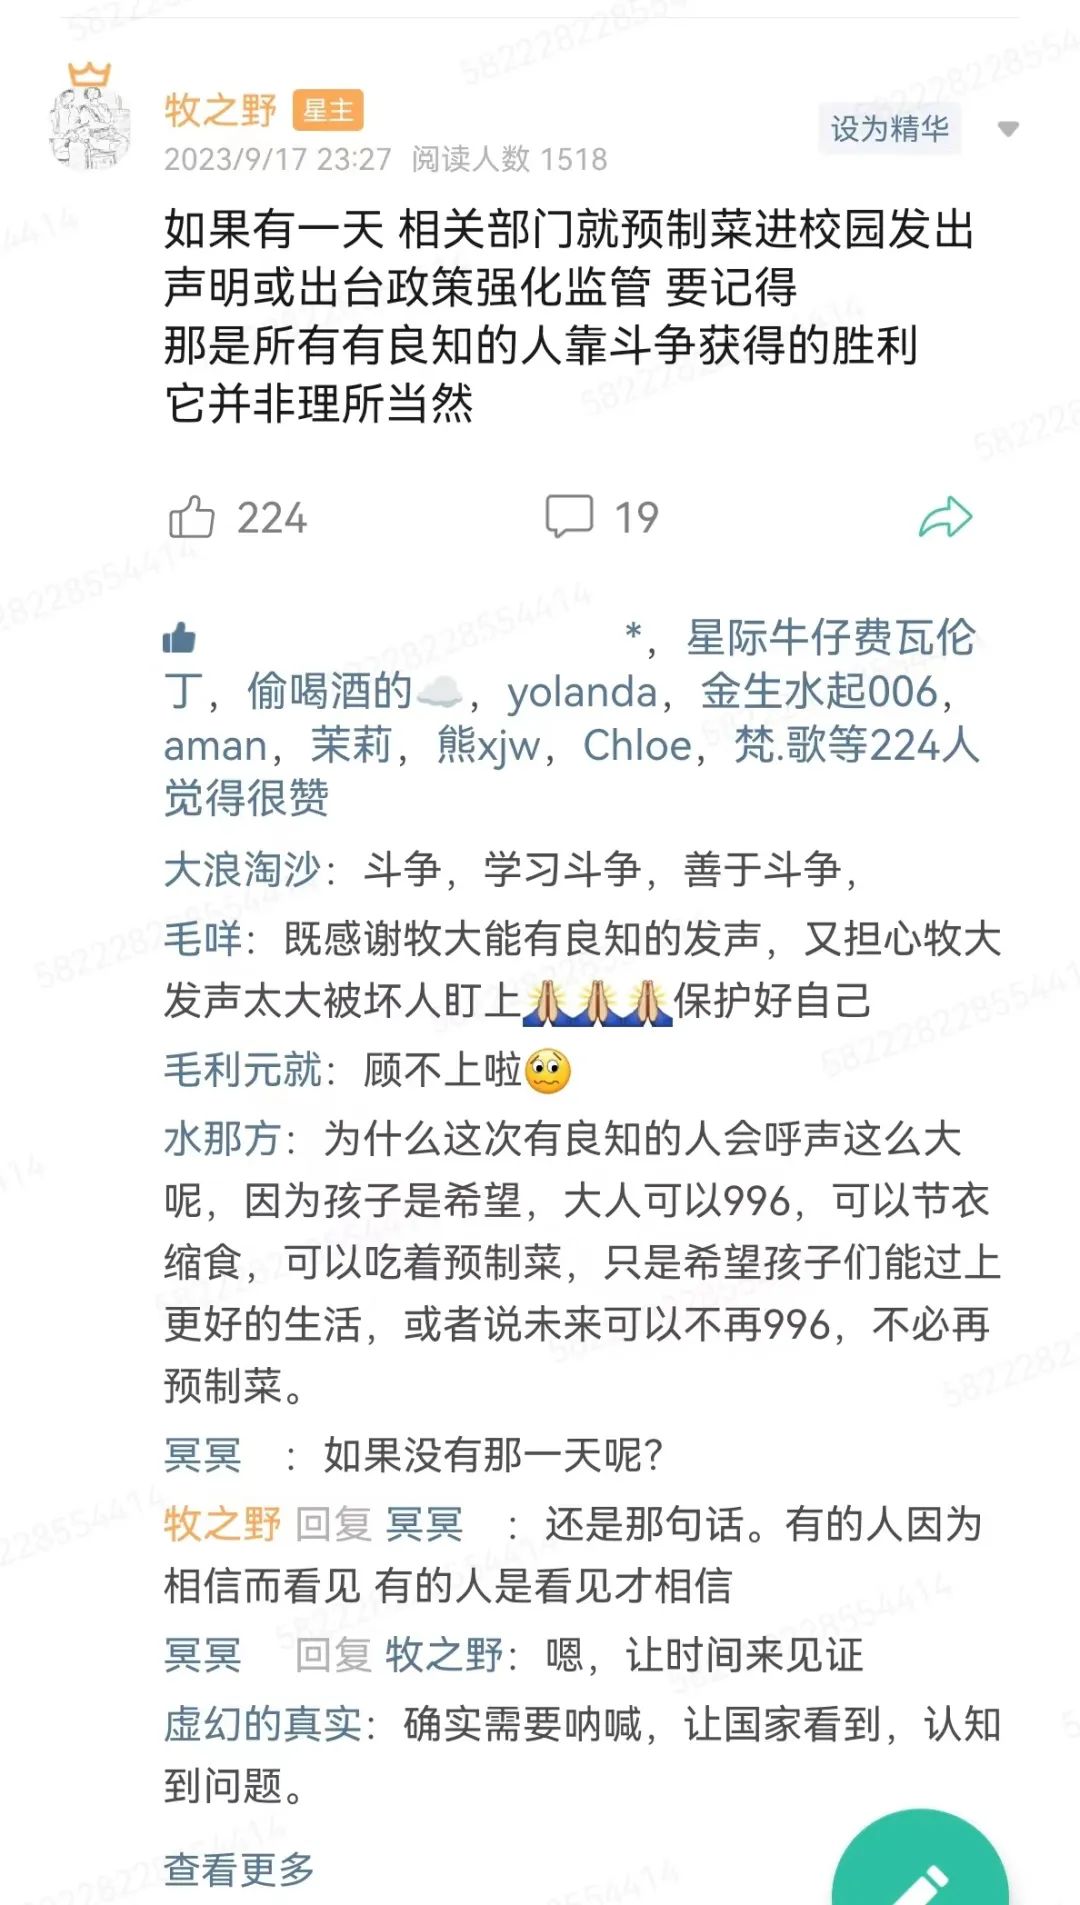 牧之野 星主
设为精华
2023/9/17 23:27 阅读人数 1518
如果有一天 相关部门就预制菜进校园发出
声明或出台政策强化监管 要记得
那是所有有良知的人靠斗争获得的胜利
它并非理所当然
224 19
*，星际牛仔费瓦伦
丁，偷喝酒的☁️，yolanda，金生水起006，
aman，茉莉，熊xjw，Chloe，梵.歌等224人
觉得很赞
大浪淘沙：斗争，学习斗争，善于斗争，
毛咩：既感谢牧大能有良知的发声，又担心牧大
发声太大被坏人盯上🙏🙏🙏保护好自己
毛利元就：顾不上啦🥴
水那方：为什么这次有良知的人会呼声这么大
呢，因为孩子是希望，大人可以996，可以节衣
缩食，可以吃着预制菜，只是希望孩子们能过上
更好的生活，或者说未来可以不再996，不必再
预制菜。
冥冥 ：如果没有那一天呢？
牧之野 回复 冥冥 ：还是那句话。有的人因为
相信而看见 有的人是看见才相信
冥冥 回复 牧之野：嗯，让时间来见证
虚幻的真实：确实需要呐喊，让国家看到，认知
到问题。
查看更多
582228228554414